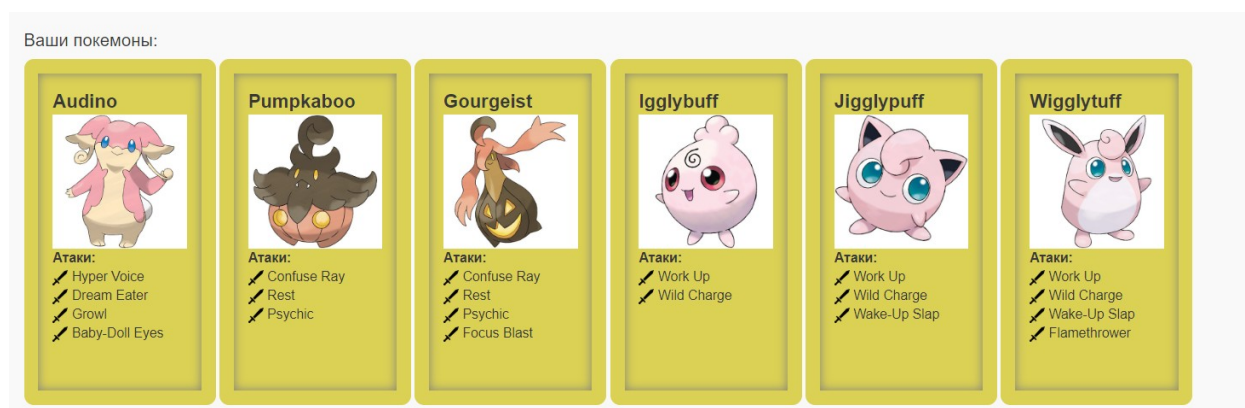 Ваши покемоны:
Audino
Атаки:
Hyper Voice
Dream Eater
Growl
Baby-Doll Eyes
Pumpkaboo
Атаки:
Confuse Ray
Rest
Psychic
Gourgeist
Атаки:
Confuse Ray
Rest
Psychic
Focus Blast
Igglybuff
Атаки:
Work Up
Wild Charge
Jigglypuff
Атаки:
Work Up
Wild Charge
Wake-Up Slap
Wigglytuff
Атаки:
Work Up
Wild Charge
Wake-Up Slap
Flamethrower